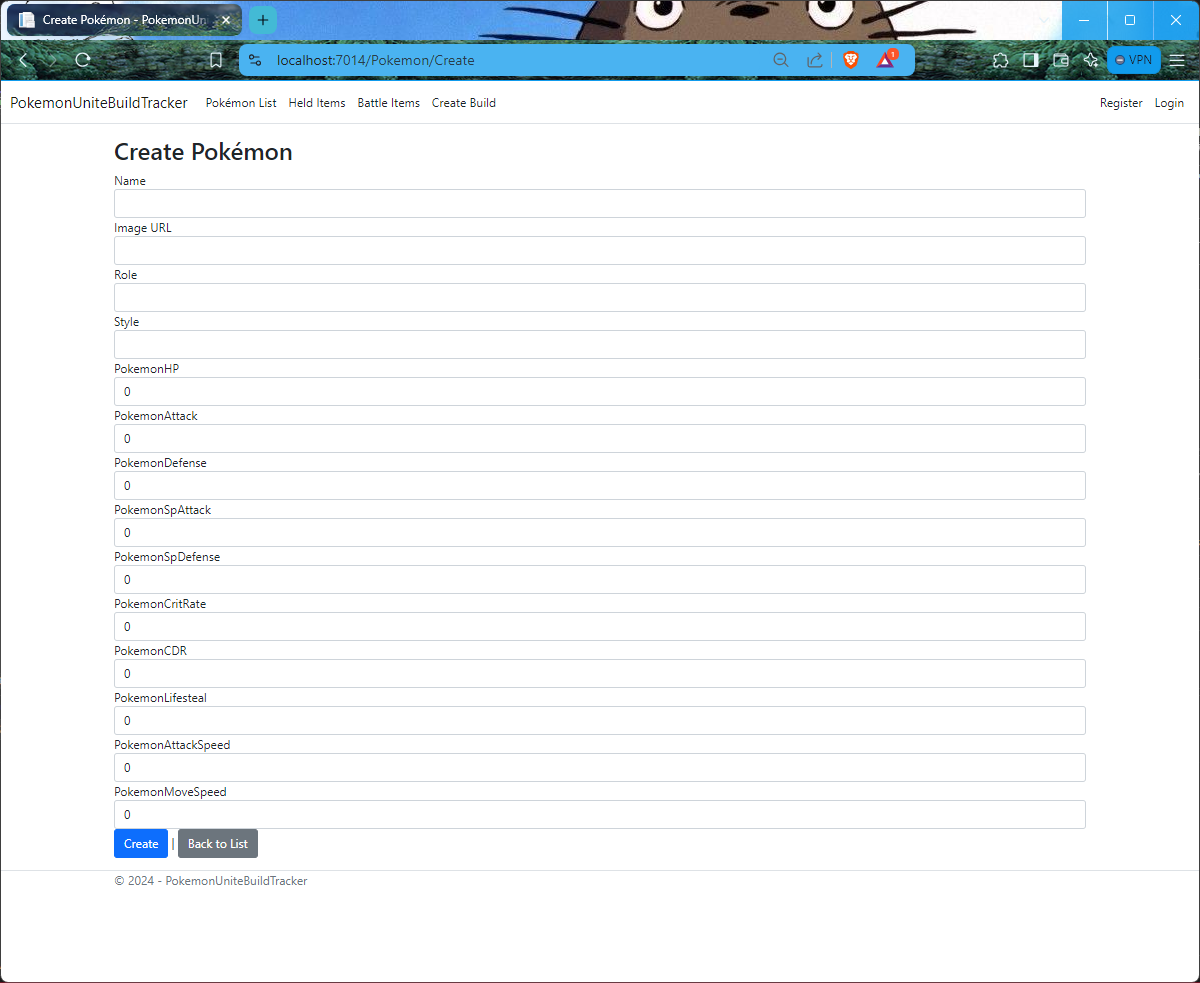 Create Pokémon - PokemonUn
localhost:7014/Pokemon/Create
1
VPN
PokemonUniteBuildTracker Pokémon List Held Items Battle Items Create Build Register Login
Create Pokémon
Name
Image URL
Role
Style
PokemonHP
0
PokemonAttack
0
PokemonDefense
0
PokemonSpAttack
0
PokemonSpDefense
0
PokemonCritRate
0
PokemonCDR
0
PokemonLifesteal
0
PokemonAttackSpeed
0
PokemonMoveSpeed
0
Create | Back to List
© 2024 - PokemonUniteBuildTracker